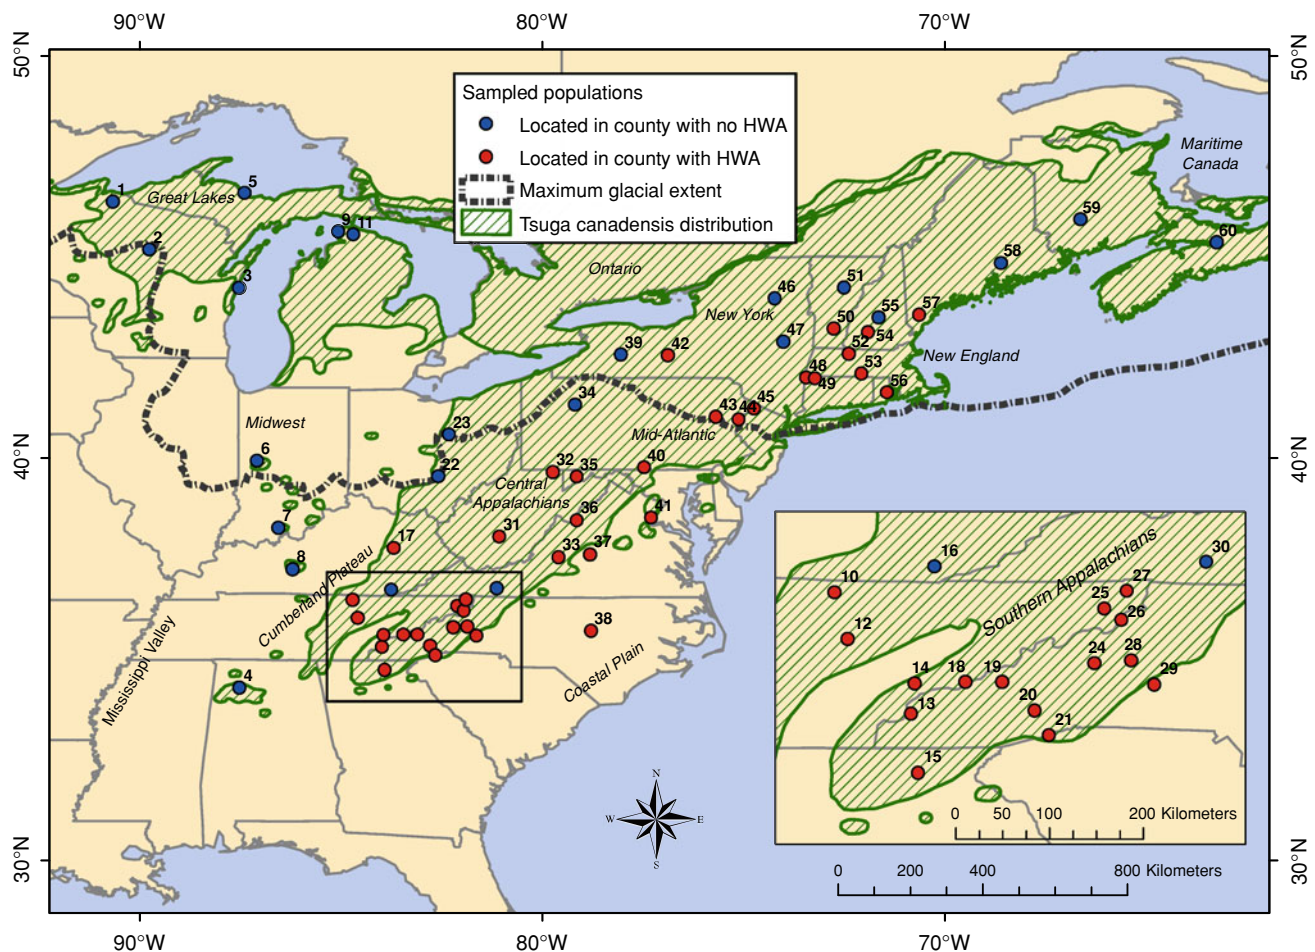 90°W
80°W
70°W
50°N
50°N
Sampled populations
Located in county with no HWA
Located in county with HWA
Maximum glacial extent
Tsuga canadensis distribution
Maritime
Canada
Great Lakes
Ontario
New York
New England
Midwest
Mid-Atlantic
Central
Appalachians
Cumberland Plateau
Mississippi Valley
Coastal Plain
40°N
40°N
1
2
3
4
5
6
7
8
9
11
17
22
23
31
32
33
34
35
36
37
38
39
40
41
42
43
44
45
46
47
48
49
50
51
52
53
54
55
56
57
58
59
60
Southern Appalachians
10
12
13
14
15
16
18
19
20
21
24
25
26
27
28
29
30
0 50 100 200 Kilometers
0 200 400 800 Kilometers
N
W E
S
30°N
30°N
90°W
80°W
70°W